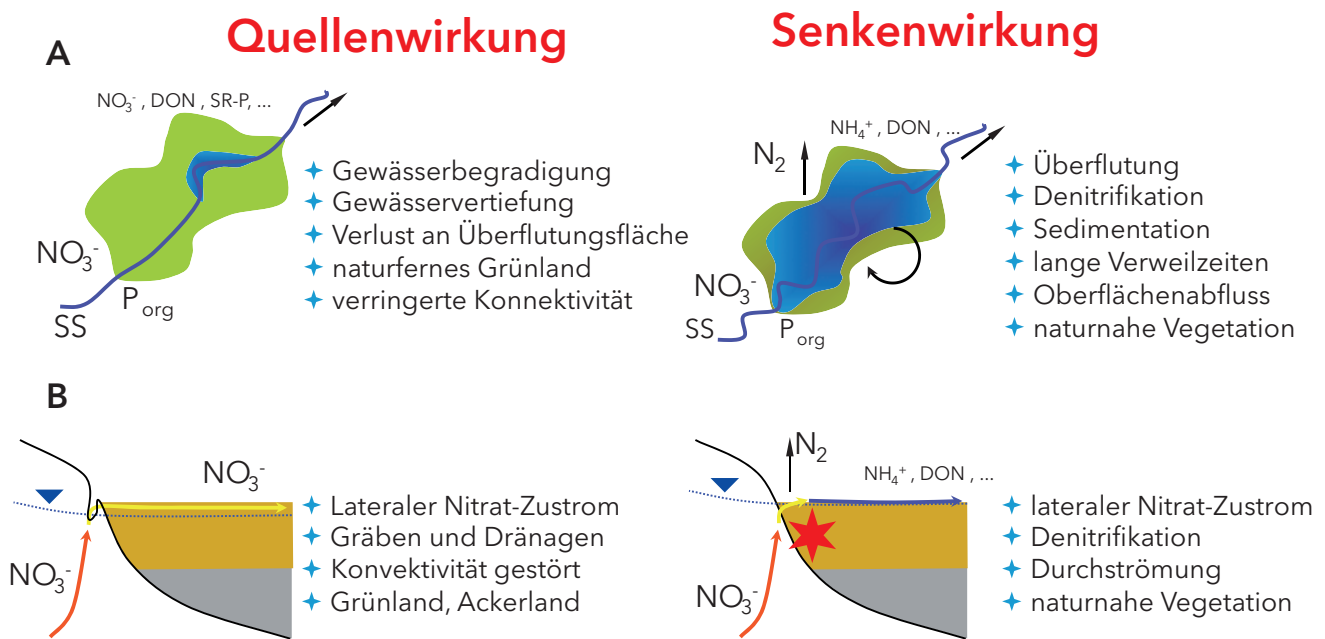 Quellenwirkung
Senkenwirkung
A
NO₃⁻ , DON , SR-P, ...
NO₃⁻
SS
P_org
Gewässerbegradigung
Gewässervertiefung
Verlust an Überflutungsfläche
naturfernes Grünland
verringerte Konnektivität
N₂
NH₄⁺ , DON , ...
NO₃⁻
SS
P_org
Überflutung
Denitrifikation
Sedimentation
lange Verweilzeiten
Oberflächenabfluss
naturnahe Vegetation
B
NO₃⁻
NO₃⁻
Lateraler Nitrat-Zustrom
Gräben und Dränagen
Konvektivität gestört
Grünland, Ackerland
N₂
NH₄⁺ , DON , ...
NO₃⁻
lateraler Nitrat-Zustrom
Denitrifikation
Durchströmung
naturnahe Vegetation